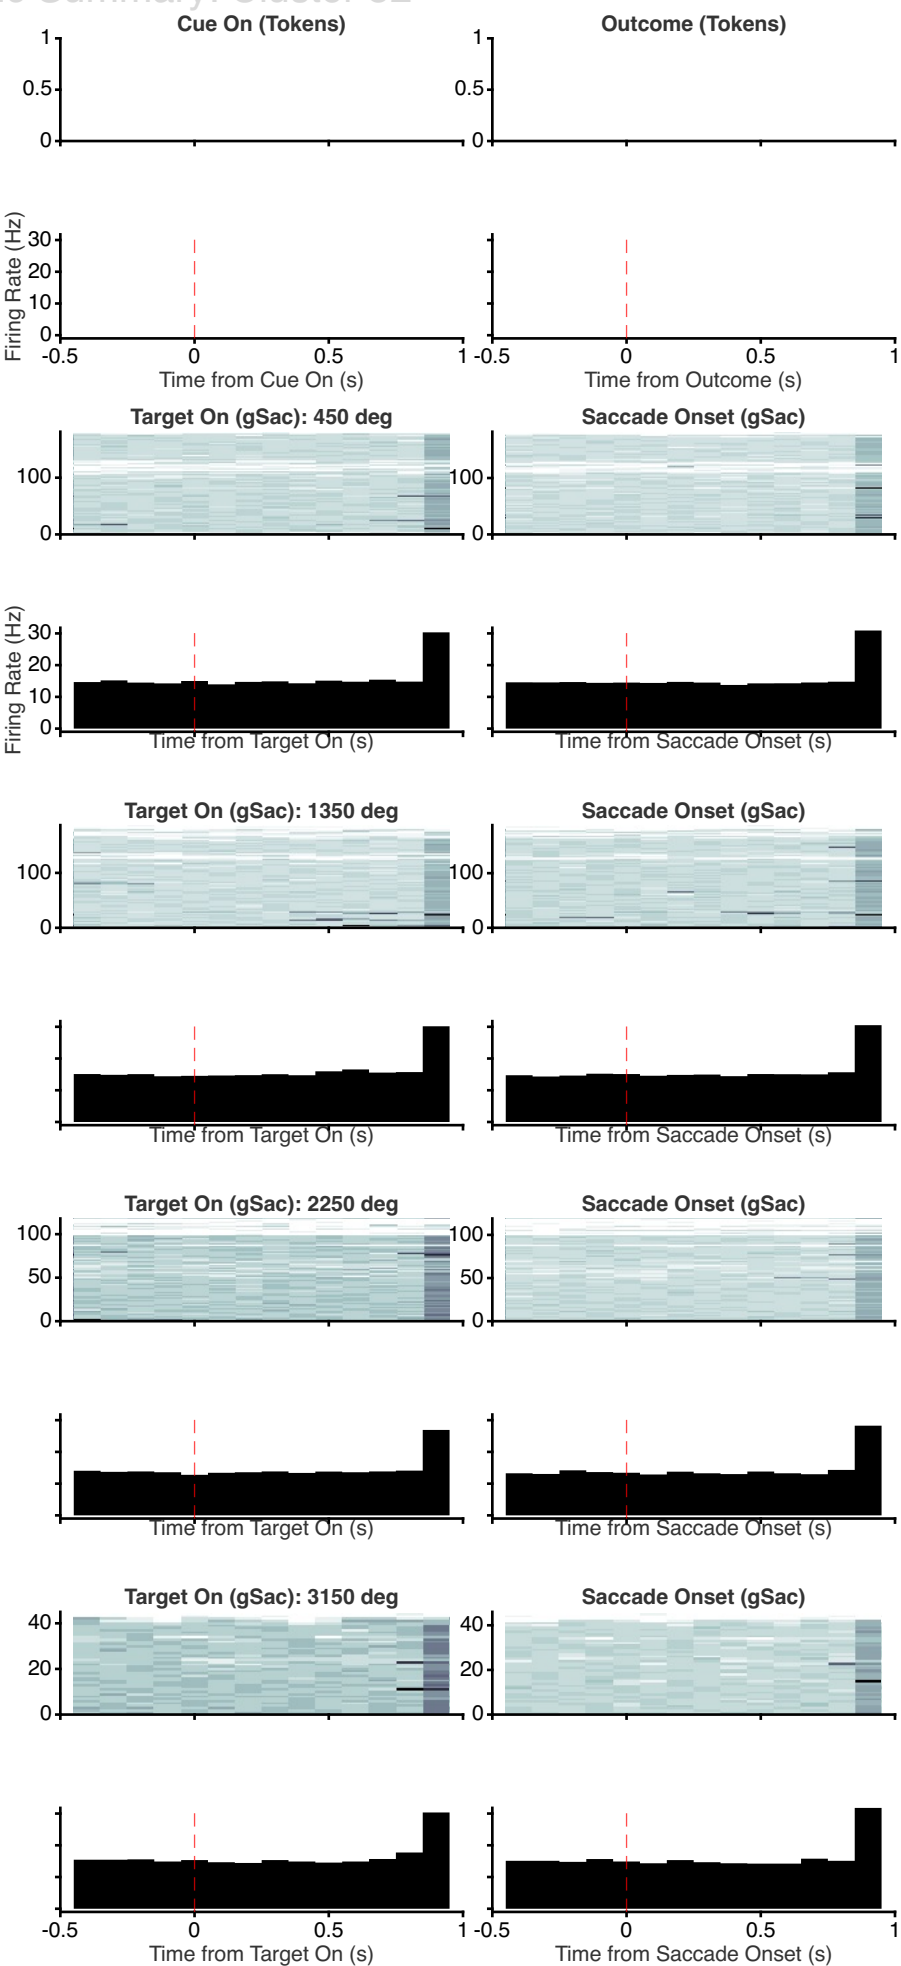 Summary: Cluster
Cue On (Tokens) Outcome (Tokens)
1 1
0.5 0.5
0 0
Firing Rate (Hz)
30
20
10
0
-0.5 0 0.5 1 -0.5 0 0.5 1
Time from Cue On (s) Time from Outcome (s)
Target On (gSac): 450 deg Saccade Onset (gSac)
100 100
0 0
Firing Rate (Hz)
30
20
10
0
Time from Target On (s) Time from Saccade Onset (s)
Target On (gSac): 1350 deg Saccade Onset (gSac)
100 100
0 0
Time from Target On (s) Time from Saccade Onset (s)
Target On (gSac): 2250 deg Saccade Onset (gSac)
100 100
50 50
0 0
Time from Target On (s) Time from Saccade Onset (s)
Target On (gSac): 3150 deg Saccade Onset (gSac)
40 40
20 20
0 0
-0.5 0 0.5 1 -0.5 0 0.5 1
Time from Target On (s) Time from Saccade Onset (s)